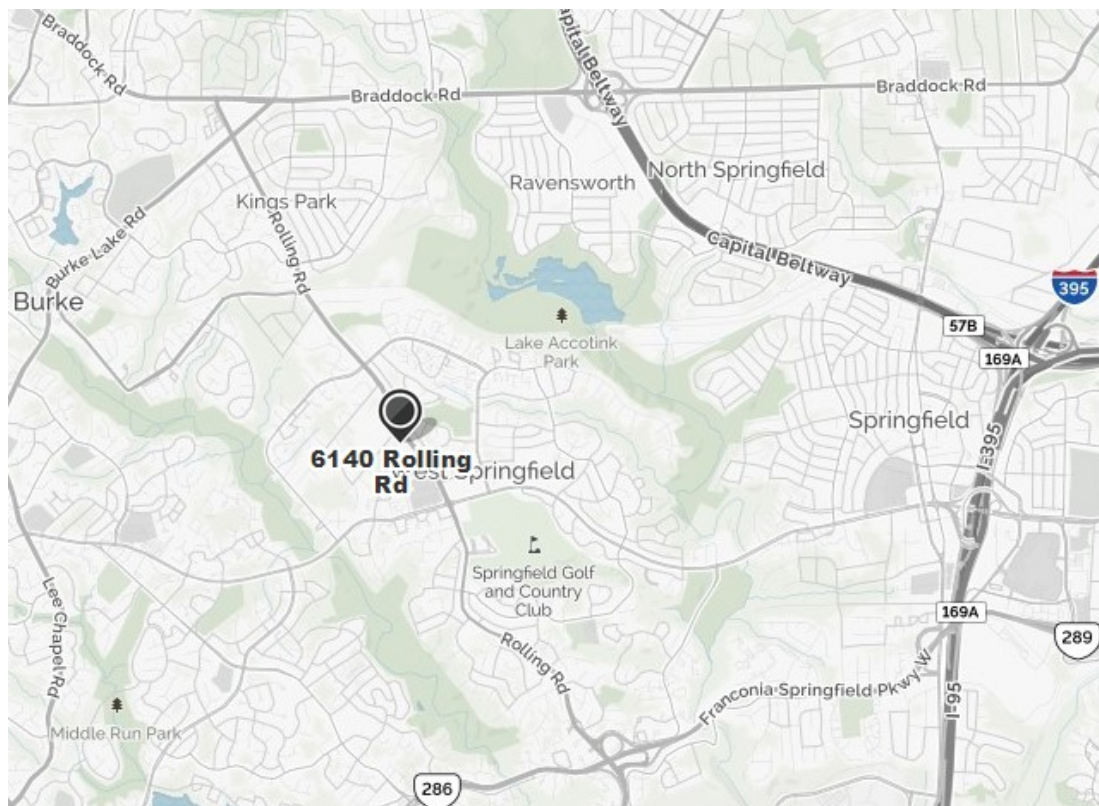 Braddock Rd
Capital Beltway
Braddock Rd
Braddock Rd
Ravensworth
North Springfield
Kings Park
Rolling Rd
Burke Lake Rd
Capital Beltway
Burke
395
57B
Lake Accotink
Park
169A
Springfield
I-395
6140 Rolling
Rd
West Springfield
Springfield Golf
and Country
Club
Lee Chapel Rd
169A
289
Rolling Rd
Franconia Springfield Pkwy W
I-95
Middle Run Park
286